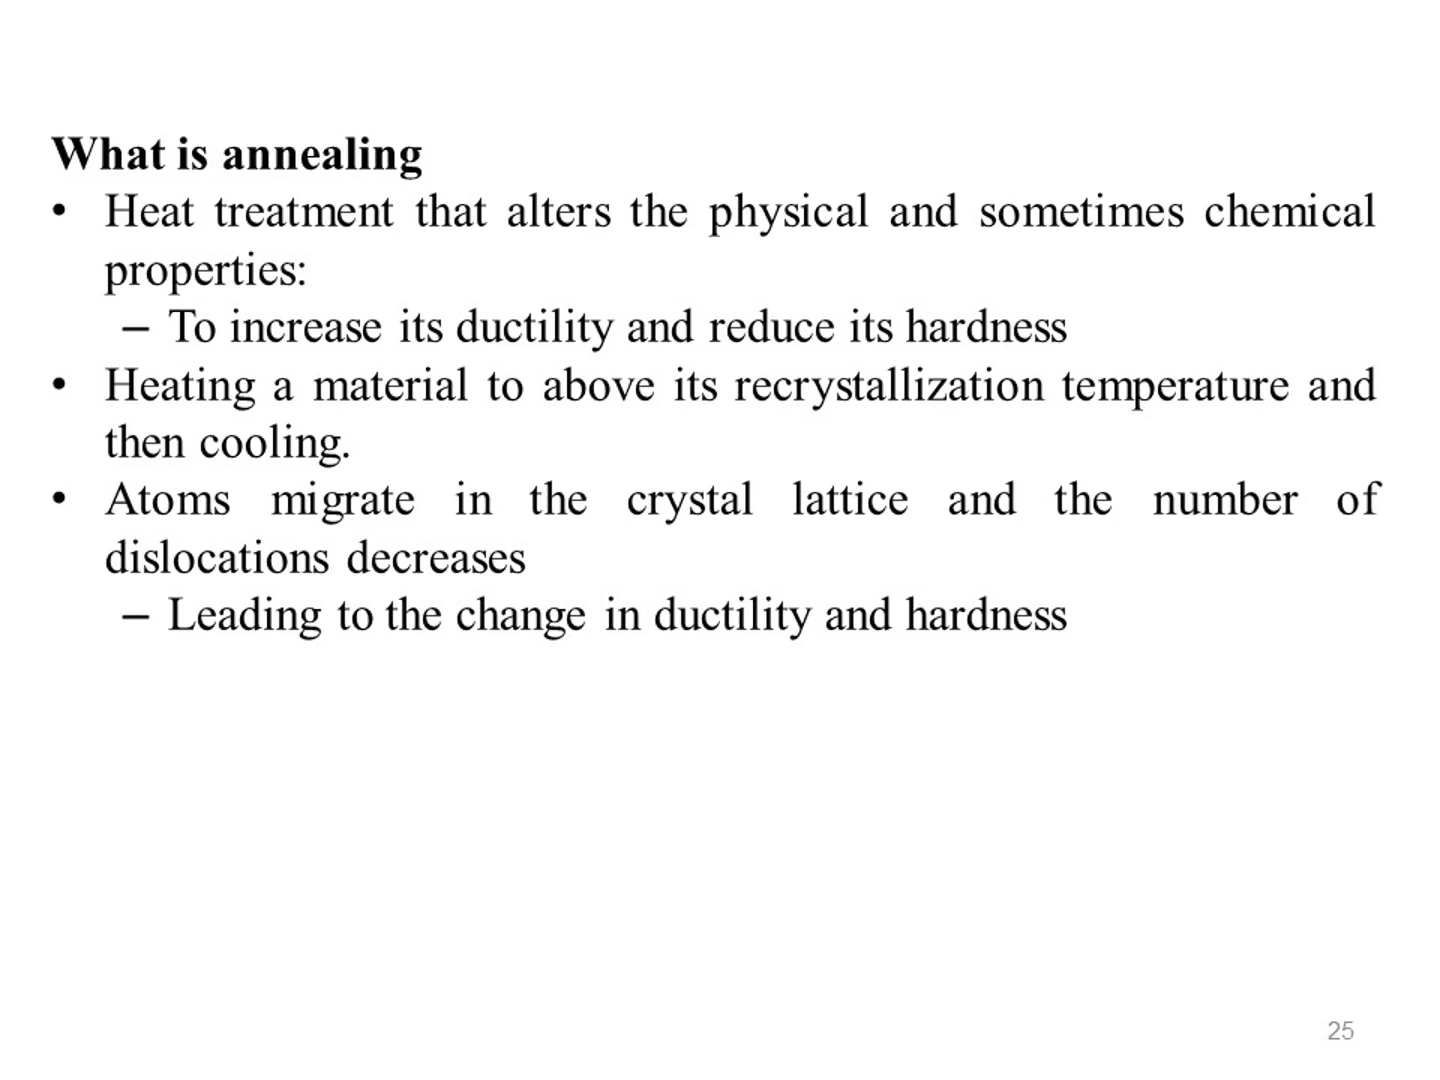 What is annealing
• Heat treatment that alters the physical and sometimes chemical
properties:
– To increase its ductility and reduce its hardness
• Heating a material to above its recrystallization temperature and
then cooling.
• Atoms migrate in the crystal lattice and the number of
dislocations decreases
– Leading to the change in ductility and hardness
25